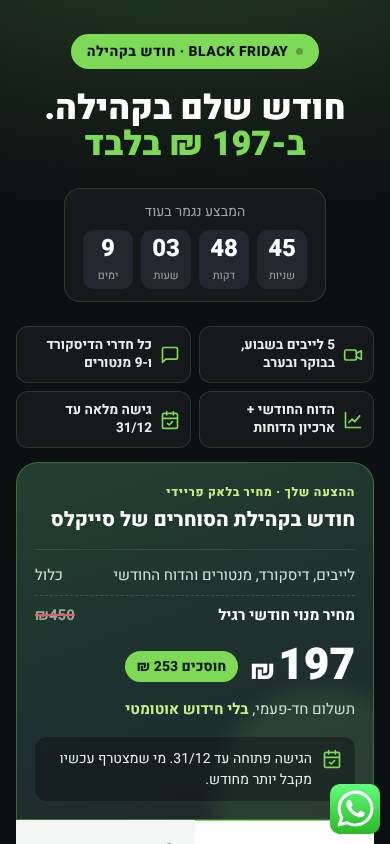 BLACK FRIDAY · חודש בקהילה
חודש שלם בקהילה.
ב-197 ₪ בלבד
המבצע נגמר בעוד
45 48 03 9
שניות דקות שעות ימים
5 לייבים בשבוע,
בבוקר ובערב
כל חדרי הדיסקורד
ו-9 מנטורים
הדוח החודשי +
ארכיון הדוחות
גישה מלאה עד
31/12
ההצעה שלך · מחיר בלאק פריידי
חודש בקהילת הסוחרים של סייקלס
לייבים, דיסקורד, מנטורים והדוח החודשי כלול
מחיר מנוי חודשי רגיל ₪450
197 ₪ חוסכים 253 ₪
תשלום חד-פעמי, בלי חידוש אוטומטי
הגישה פתוחה עד 31/12. מי שמצטרף עכשיו
מקבל יותר מחודש.